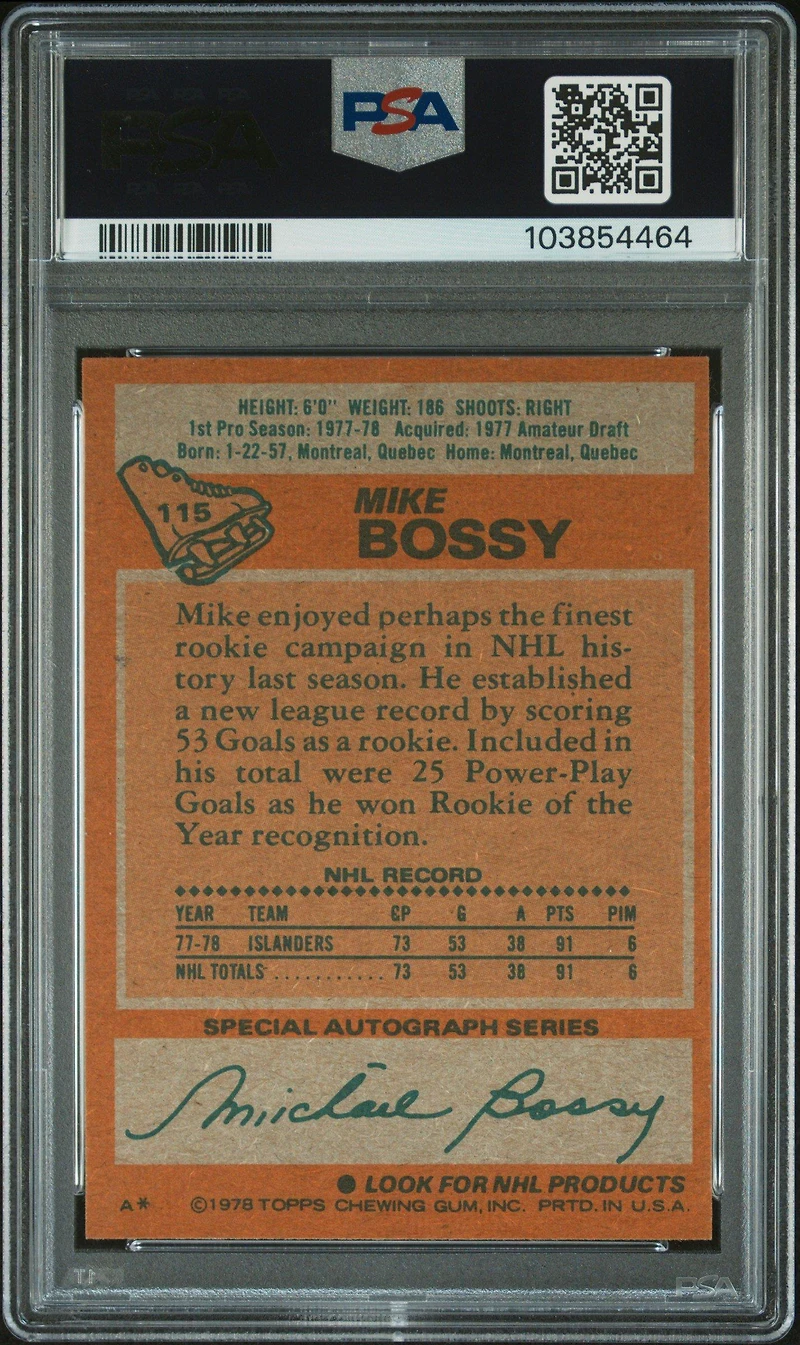 PSA
103854464
HEIGHT: 6'0" WEIGHT: 186 SHOOTS: RIGHT
1st Pro Season: 1977-78 Acquired: 1977 Amateur Draft
Born: 1-22-57, Montreal, Quebec Home: Montreal, Quebec
115
MIKE
BOSSY
Mike enjoyed perhaps the finest
rookie campaign in NHL his-
tory last season. He established
a new league record by scoring
53 Goals as a rookie. Included in
his total were 25 Power-Play
Goals as he won Rookie of the
Year recognition.
NHL RECORD
YEAR TEAM GP G A PTS PIM
77-78 ISLANDERS 73 53 38 91 6
NHL TOTALS ............ 73 53 38 91 6
SPECIAL AUTOGRAPH SERIES
Michael Bossy
● LOOK FOR NHL PRODUCTS
A* ©1978 TOPPS CHEWING GUM, INC. PRTD. IN U.S.A.
PSA